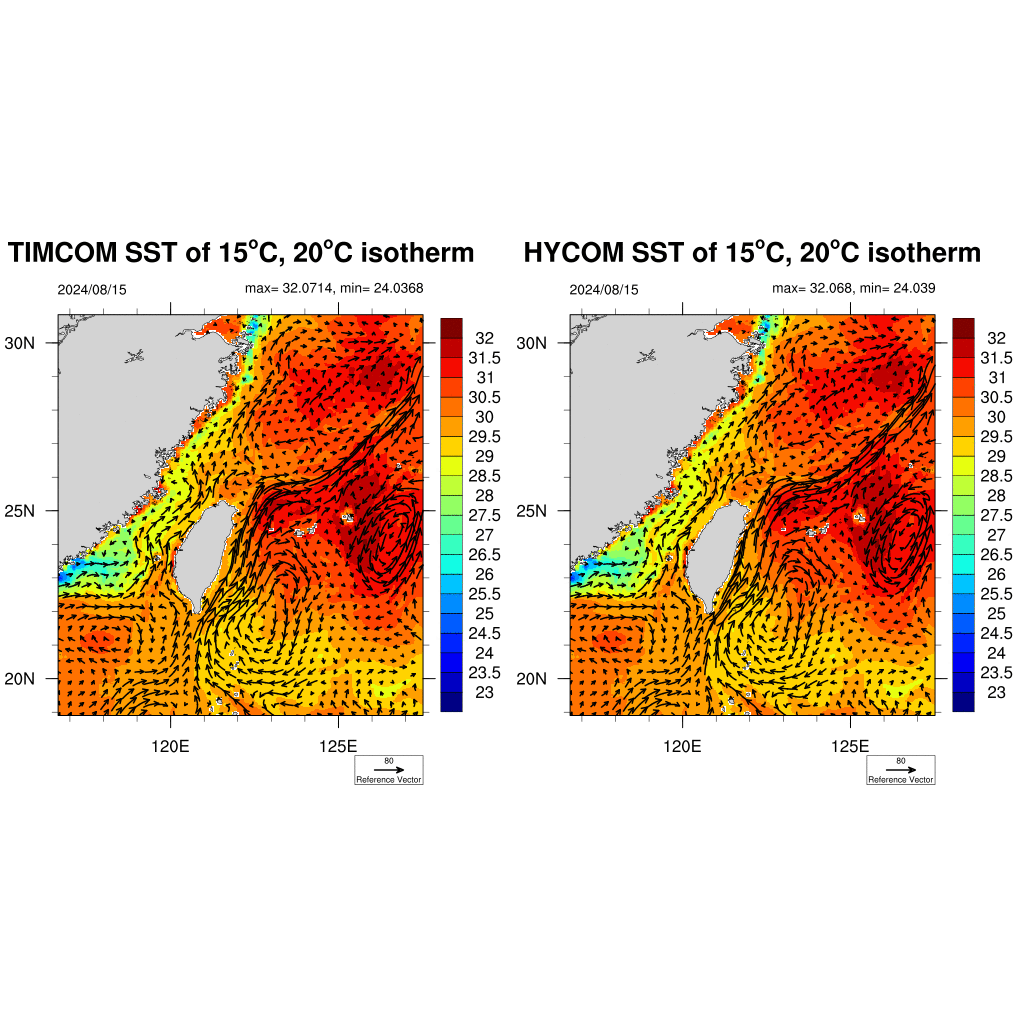 TIMCOM SST of 15°C, 20°C isotherm
2024/08/15
max= 32.0714, min= 24.0368
30N
25N
20N
120E
125E
32
31.5
31
30.5
30
29.5
29
28.5
28
27.5
27
26.5
26
25.5
25
24.5
24
23.5
23
80
Reference Vector
HYCOM SST of 15°C, 20°C isotherm
2024/08/15
max= 32.068, min= 24.039
30N
25N
20N
120E
125E
32
31.5
31
30.5
30
29.5
29
28.5
28
27.5
27
26.5
26
25.5
25
24.5
24
23.5
23
80
Reference Vector